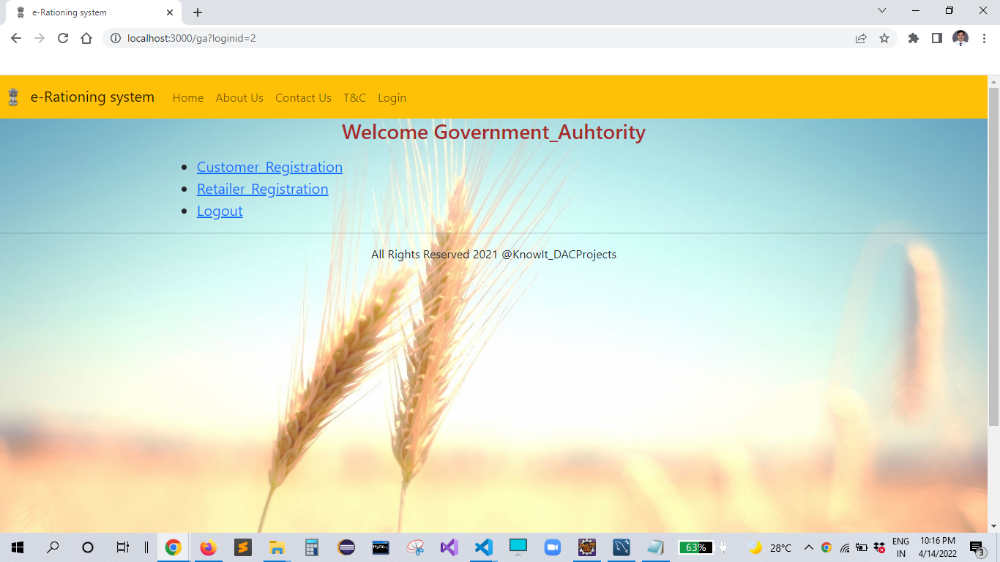 e-Rationing system
localhost:3000/ga?loginid=2
e-Rationing system Home About Us Contact Us T&C Login
Welcome Government_Auhtority
Customer_Registration
Retailer_Registration
Logout
All Rights Reserved 2021 @KnowIt_DACProjects
63% 28°C ENG 10:16 PM
IN 4/14/2022 3